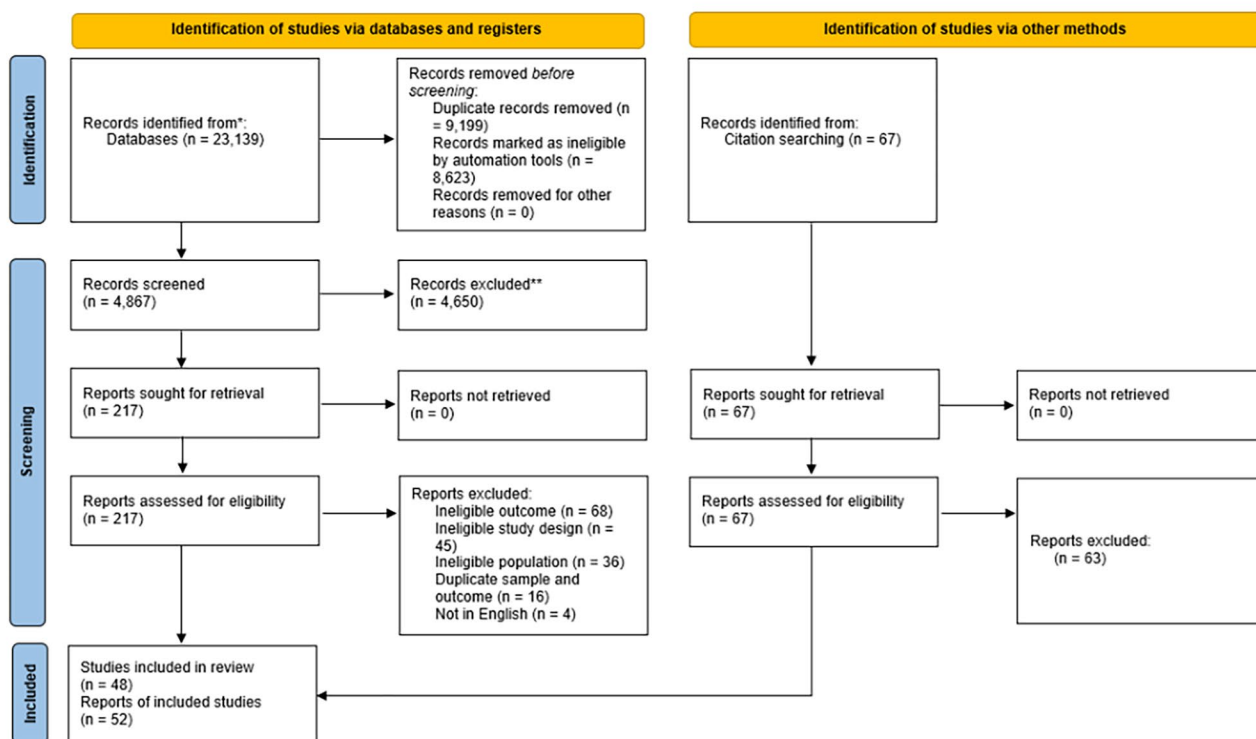 Identification of studies via databases and registers
Identification of studies via other methods
Identification
Records identified from*:
Databases (n = 23,139)
Records removed before
screening:
Duplicate records removed (n
= 9,199)
Records marked as ineligible
by automation tools (n =
8,623)
Records removed for other
reasons (n = 0)
Records identified from:
Citation searching (n = 67)
Screening
Records screened
(n = 4,867)
Records excluded**
(n = 4,650)
Reports sought for retrieval
(n = 217)
Reports not retrieved
(n = 0)
Reports sought for retrieval
(n = 67)
Reports not retrieved
(n = 0)
Reports assessed for eligibility
(n = 217)
Reports excluded:
Ineligible outcome (n = 68)
Ineligible study design (n =
45)
Ineligible population (n = 36)
Duplicate sample and
outcome (n = 16)
Not in English (n = 4)
Reports assessed for eligibility
(n = 67)
Reports excluded:
(n = 63)
Included
Studies included in review
(n = 48)
Reports of included studies
(n = 52)